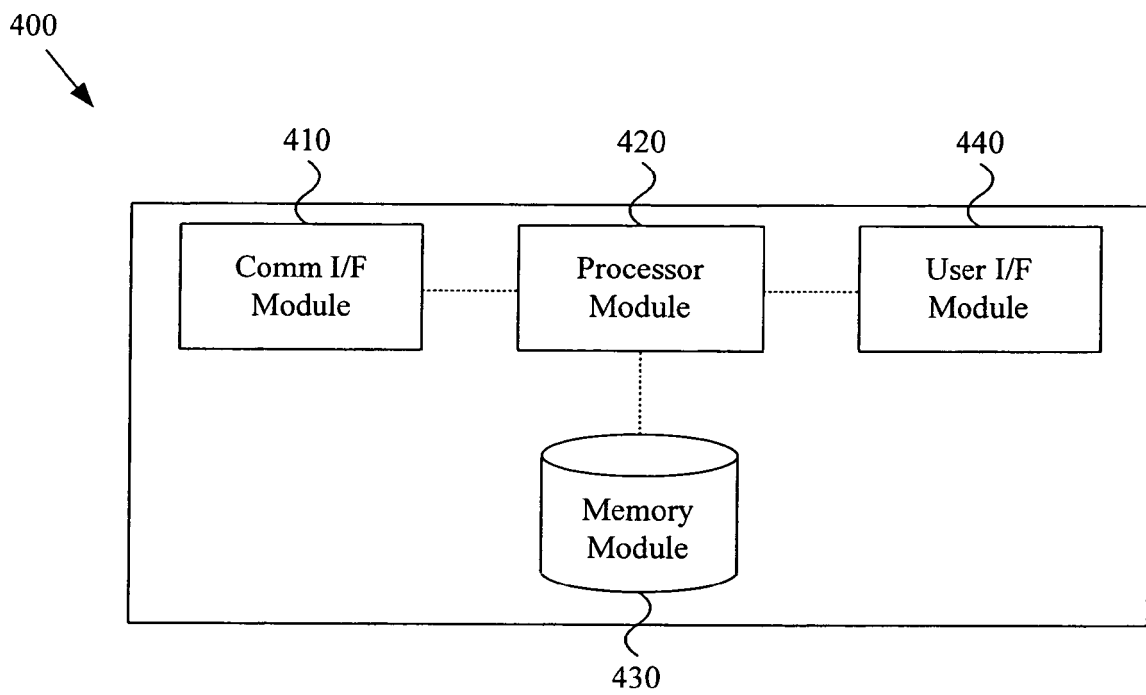 400
410
420
440
Comm I/F
Module
Processor
Module
User I/F
Module
Memory
Module
430